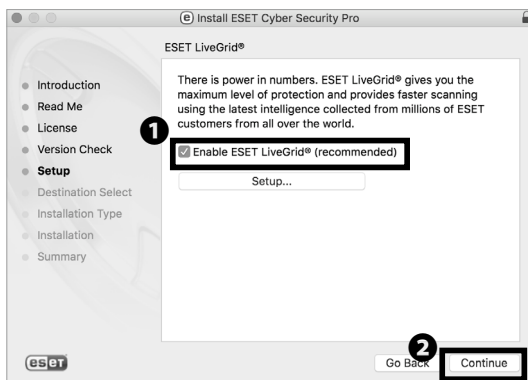 Install ESET Cyber Security Pro
ESET LiveGrid®
Introduction
Read Me
License
Version Check
Setup
Destination Select
Installation Type
Installation
Summary
There is power in numbers. ESET LiveGrid® gives you the
maximum level of protection and provides faster scanning
using the latest intelligence collected from millions of ESET
customers from all over the world.
1
Enable ESET LiveGrid® (recommended)
Setup...
eset
Go Back
2
Continue